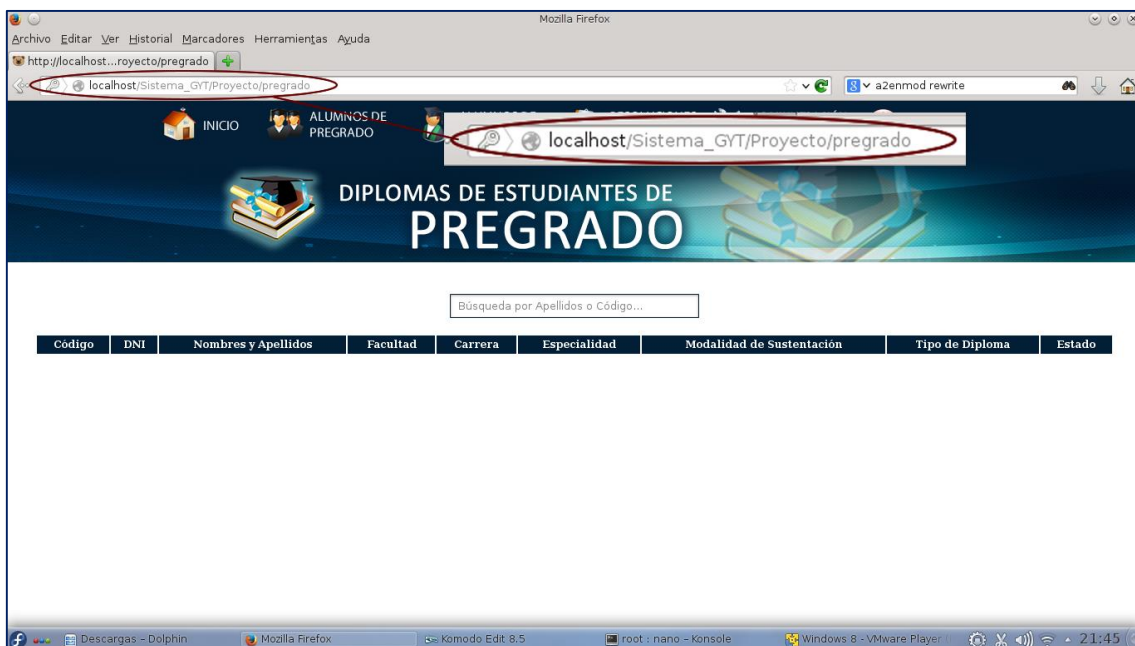 Mozilla Firefox
Archivo Editar Ver Historial Marcadores Herramientas Ayuda
http://localhost...royecto/pregrado
localhost/Sistema_GYT/Proyecto/pregrado
a2enmod rewrite
INICIO
ALUMNOS DE
PREGRADO
localhost/Sistema_GYT/Proyecto/pregrado
DIPLOMAS DE ESTUDIANTES DE
PREGRADO
Búsqueda por Apellidos o Código...
Código DNI Nombres y Apellidos Facultad Carrera Especialidad Modalidad de Sustentación Tipo de Diploma Estado
Descargas – Dolphin Mozilla Firefox Komodo Edit 8.5 root : nano – Konsole Windows 8 – VMware Player 21:45